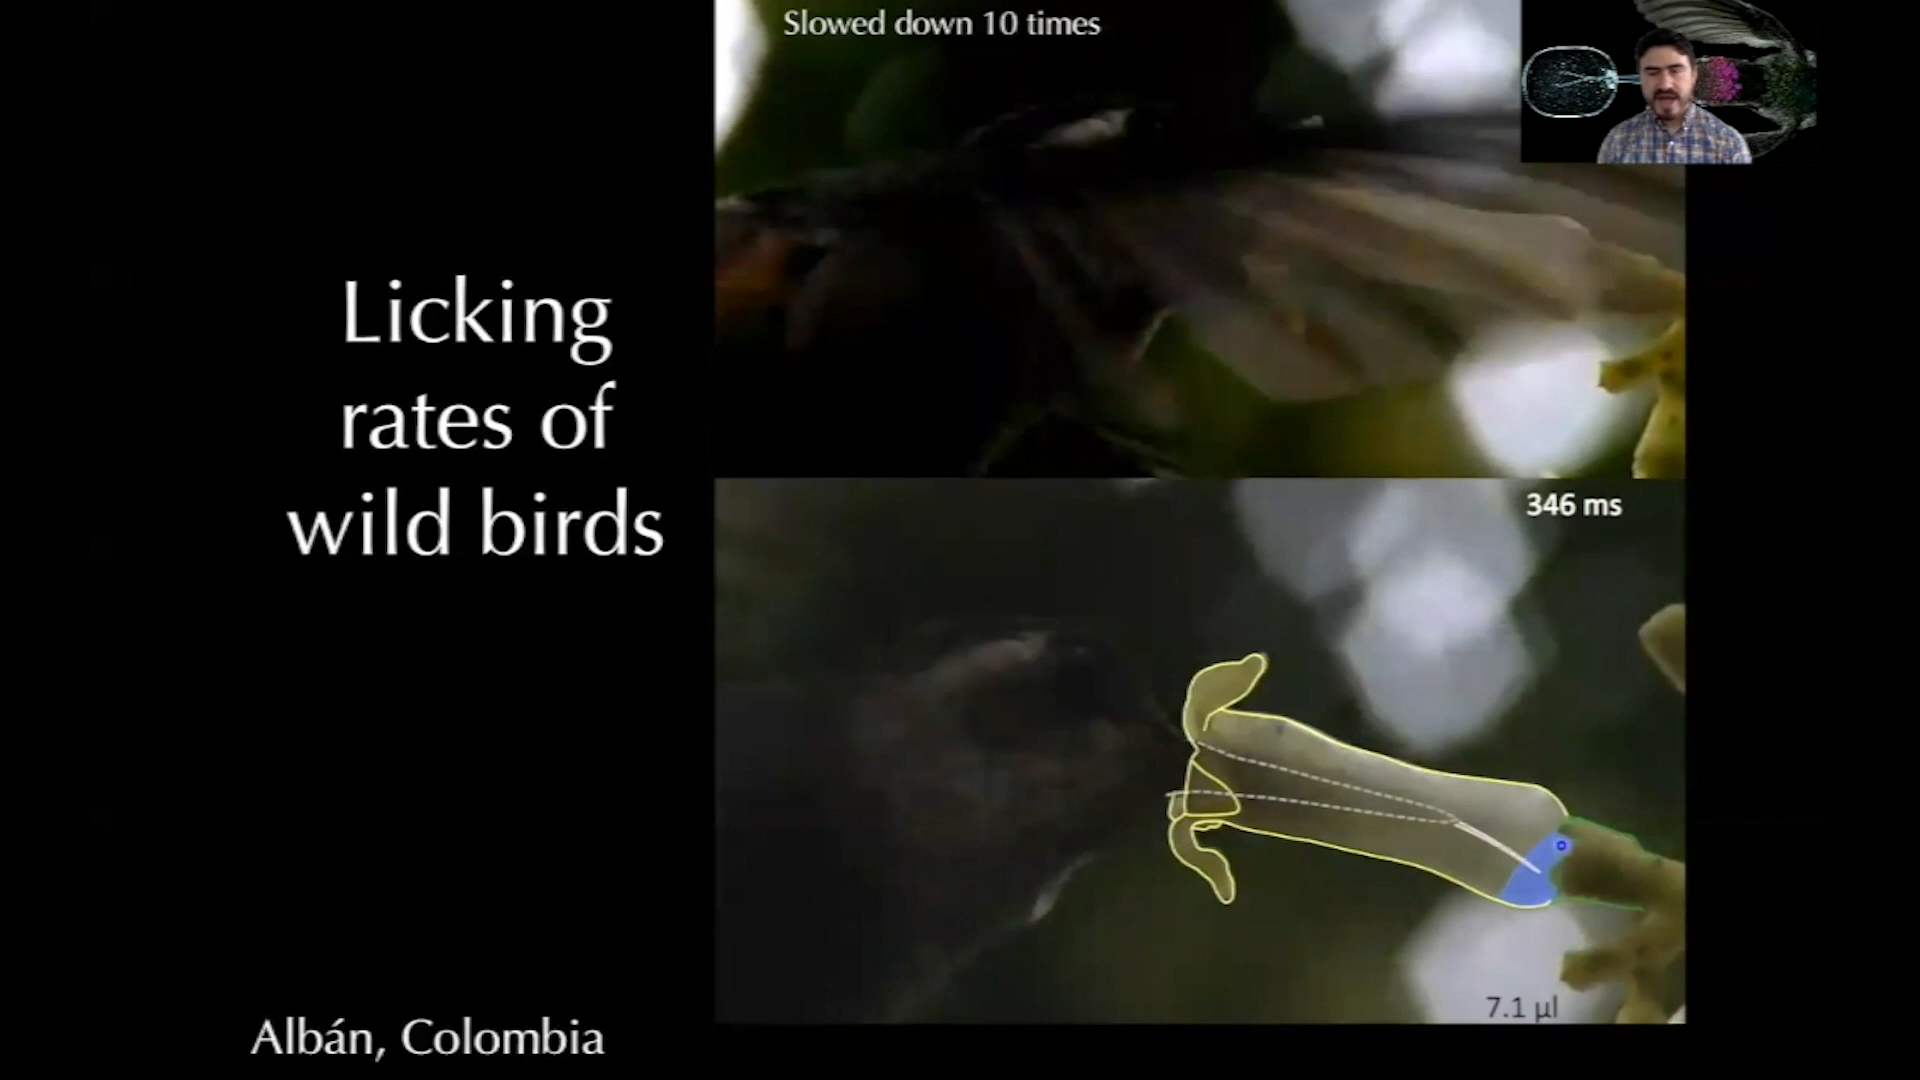 Slowed down 10 times
Licking
rates of
wild birds
346 ms
7.1 µl
Albán, Colombia